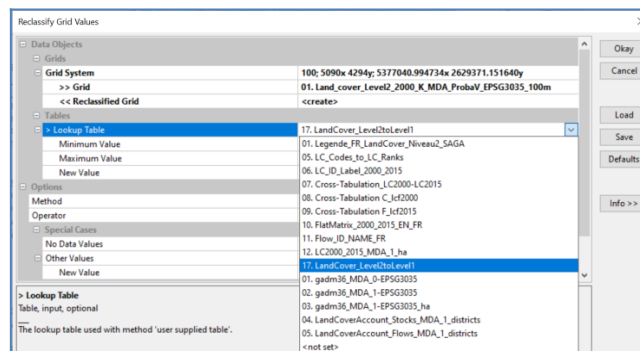 Reclassify Grid Values
Data Objects
Grids
Grid System 100; 5090x 4294y; 5377040.994734x 2629371.151640y
>> Grid 01. Land_cover_Level2_2000_K_MDA_ProbaV_EPSG3035_100m
<< Reclassified Grid <create>
Tables
> Lookup Table 17. LandCover_Level2toLevel1
Minimum Value 01. Legende_FR_LandCover_Niveau2_SAGA
Maximum Value 05. LC_Codes_to_LC_Ranks
New Value 06. LC_ID_Label_2000_2015
Options 07. Cross-Tabulation_LC2000-LC2015
Method 08. Cross-Tabulation C_lcf2000
Operator 09. Cross-Tabulation F_lcf2015
Special Cases 10. FlatMatrix_2000_2015_EN_FR
No Data Values 11. Flow_ID_NAME_FR
Other Values 12. LC2000_2015_MDA_1_ha
New Value 17. LandCover_Level2toLevel1
01. gadm36_MDA_0-EPSG3035
02. gadm36_MDA_1-EPSG3035
03. gadm36_MDA_1-EPSG3035_ha
04. LandCoverAccount_Stocks_MDA_1_districts
05. LandCoverAccount_Flows_MDA_1_districts
<not set>
> Lookup Table
Table, input, optional
The lookup table used with method 'user supplied table'.
Okay
Cancel
Load
Save
Defaults
Info >>